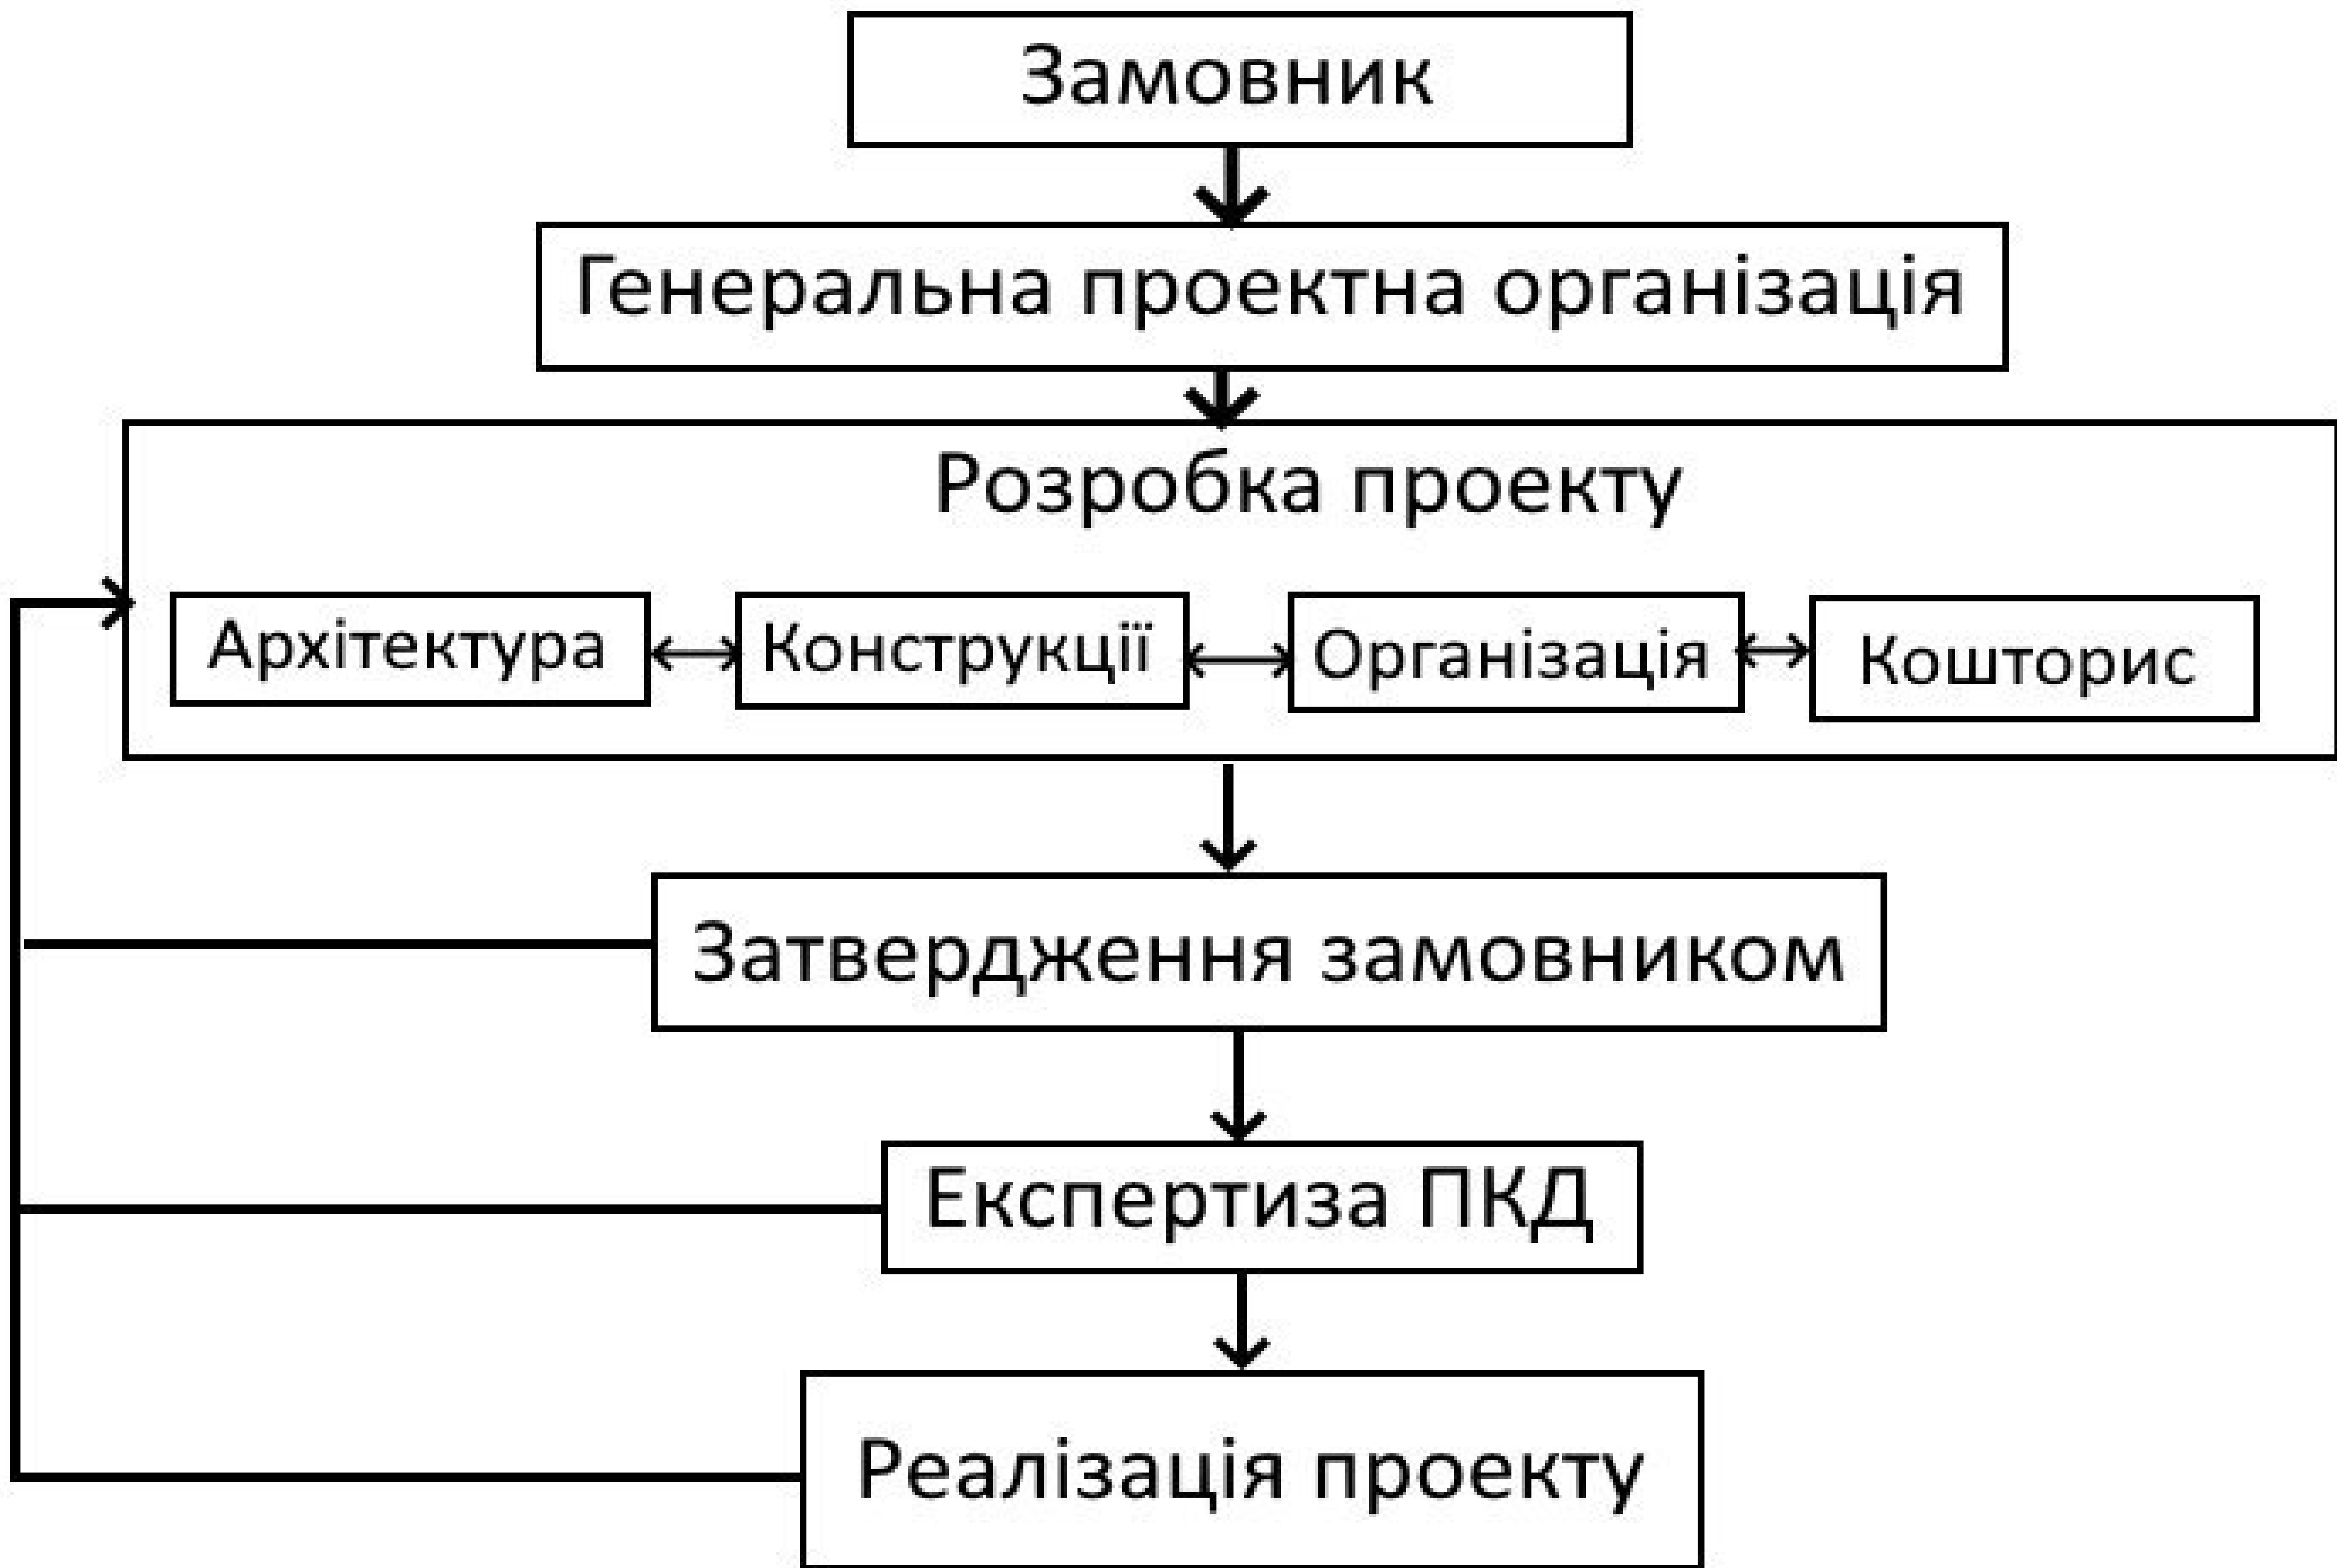 Замовник
Генеральна проектна організація
Розробка проекту
Архітектура
Конструкції
Організація
Кошторис
Затвердження замовником
Експертиза ПКД
Реалізація проекту